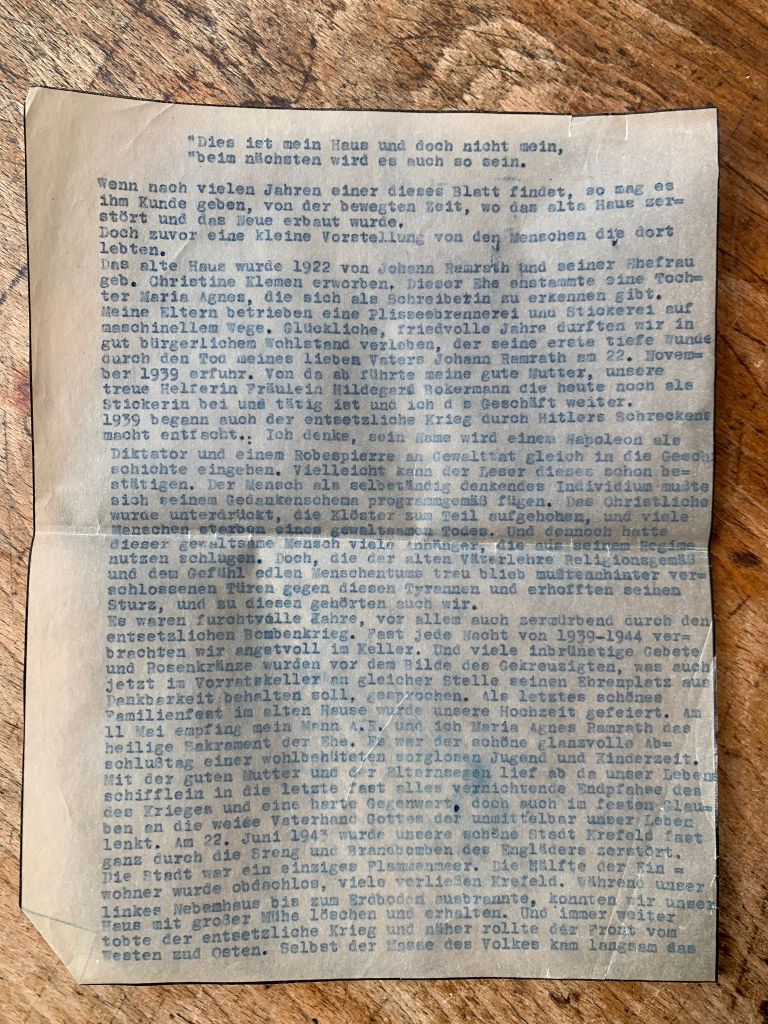 "Dies ist mein Haus und doch nicht mein,
"beim nächsten wird es auch so sein.
Wenn nach vielen Jahren einer dieses Blatt findet, so mag es
ihm Kunde geben, von der bewegten Zeit, wo das alta Haus zer=
stört und das Neue erbaut wurde.
Doch zuvor eine kleine Vorstellung von den Menschen die dort
lebten.
Das alte Haus wurde 1922 von Johann Ramrath und seiner Ehefrau
geb. Christine Klemen erworben. Dieser Ehe enstammte eine Toch=
ter Maria Agnes, die sich als Schreiberin zu erkennen gibt.
Meine Eltern betrieben eine Plisseebrennerei und Stickerei auf
maschinellem Wege. Glückliche, friedvolle Jahre durften wir in
gut bürgerlichem Wohlstand verleben, der seine erste tiefe Wunde
durch den Tod meines lieben Vaters Johann Ramrath am 22. Novem=
ber 1939 erfuhr. Von da ab führte meine gute Mutter, unsere
treue Helferin Fräulein Hildegard Bokermann die heute noch als
Stickerin bei uns tätig ist und ich d s Geschäft weiter.
1939 begann auch der entsetzliche Krieg durch Hitlers Schreckens
macht entfacht.: Ich denke, sein Name wird einem Napoleon als
Diktator und einem Robespierre an Gewalttat gleich in die Gesch
schichte eingehen. Vielleicht kann der Leser dieses schon be=
stätigen. Der Mensch als selbständig denkendes Individium mußte
sich seinem Gedankenschema programmgemäß fügen. Das Christliche
wurde unterdrückt, die Klöster zum Teil aufgehohen, und viele
Menschen starben eines gewaltsamen Todes. Und dennoch hatte
dieser gewaltsame Mensch viele Anhänger, die aus seinem Regime
nutzen schlugen. Doch, die der alten Väterlehre Religionsgemäß
und dem Gefühl edlen Menschentums treu blieb mußtennhinter ver=
schlossenen Türen gegen diesen Tyrannen und erhofften seinen
Sturz, und zu diesen gehörten auch wir.
Es waren furchtvalle Jahre, vor allem auch zermürbend durch den
entsetzlichen Bombenkrieg. Fast jede Nacht von 1939-1944 ver=
brachten wir angstvoll im Keller. Und viele inbrünstige Gebete
und Rosenkränze wurden vor dem Bilde des Gekreuzigten, was auch
jetzt im Vorratskeller an gleicher Stelle seinen Ehrenplatz aus
Dankbarkeit behalten soll, gesprochen. Als letztes schönes
Familienfest im alten Hause wurde unsere Hochzeit gefeiert. Am
11 Mai empfing mein Mann A.B. und ich Maria Agnes Ramrath das
heilige Sakrament der Ehe. Es war der schöne glanzvolle Ab=
schlußtag einer wohlbehüteten sorglosen Jugend und Kinderzeit.
Mit der guten Mutter und der Elternsegen lief ab da unser Lebens
schifflein in die letzte fast alles vernichtende Endpfahse des
des Krieges und eine harte Gegenwart, doch auch im festen Glau=
ben an die weise Vaterhand Gottes der unmittelbar unser Leben
lenkt. Am 22. Juni 1943 wurde unsere schöne Stadt Krefeld fast
ganz durch die Sreng und Brandbomben des Engläders zerstört.
Die Stadt war ein einziges Flammenmeer. Die Hälfte der Ein =
wohner wurde obdachlos, viele verließen Krefeld. Während unser
linkes Nebemhaus bis zum Erdboden ausbrannte, konnten wir unser
Haus mit großer Mühe löschen und erhalten. Und immer weiter
tobte der entsetzliche Krieg und näher rollte der Front vom
Westen zud Osten. Selbst der Masse des Volkes kam langsam das